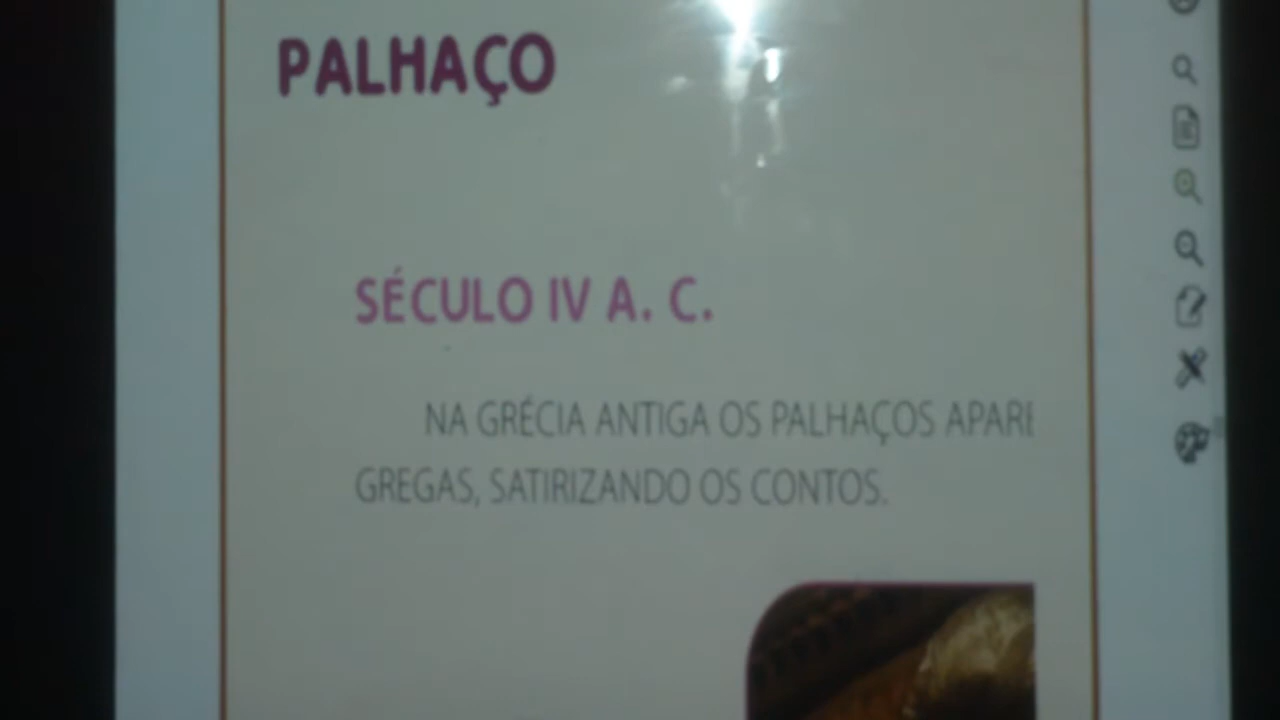 PALHAÇO
SÉCULO IV A. C.
NA GRÉCIA ANTIGA OS PALHAÇOS
GREGAS, SATIRIZANDO OS CONTOS.